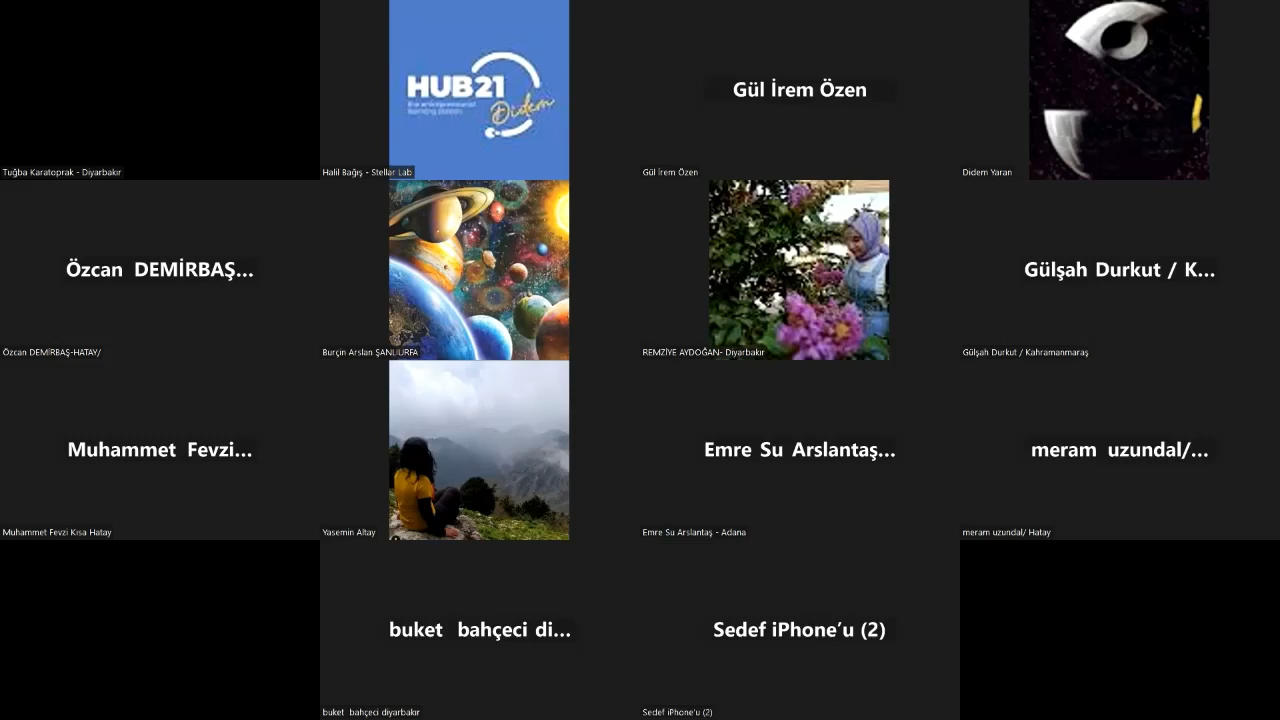 Tuğba Karatoprak - Diyarbakır
HUB21
Didem
Halil Bağış - Stellar Lab
Gül İrem Özen
Gül İrem Özen
Didem Yaran
Özcan DEMİRBAŞ...
Özcan DEMİRBAŞ-HATAY/
Burçin Arslan ŞANLIURFA
REMZİYE AYDOĞAN- Diyarbakır
Gülşah Durkut / K...
Gülşah Durkut / Kahramanmaraş
Muhammet Fevzi...
Muhammet Fevzi Kısa Hatay
Yasemin Altay
Emre Su Arslantaş...
Emre Su Arslantaş - Adana
meram uzundal/...
meram uzundal/ Hatay
buket bahçeci di...
buket bahçeci diyarbakır
Sedef iPhone'u (2)
Sedef iPhone'u (2)